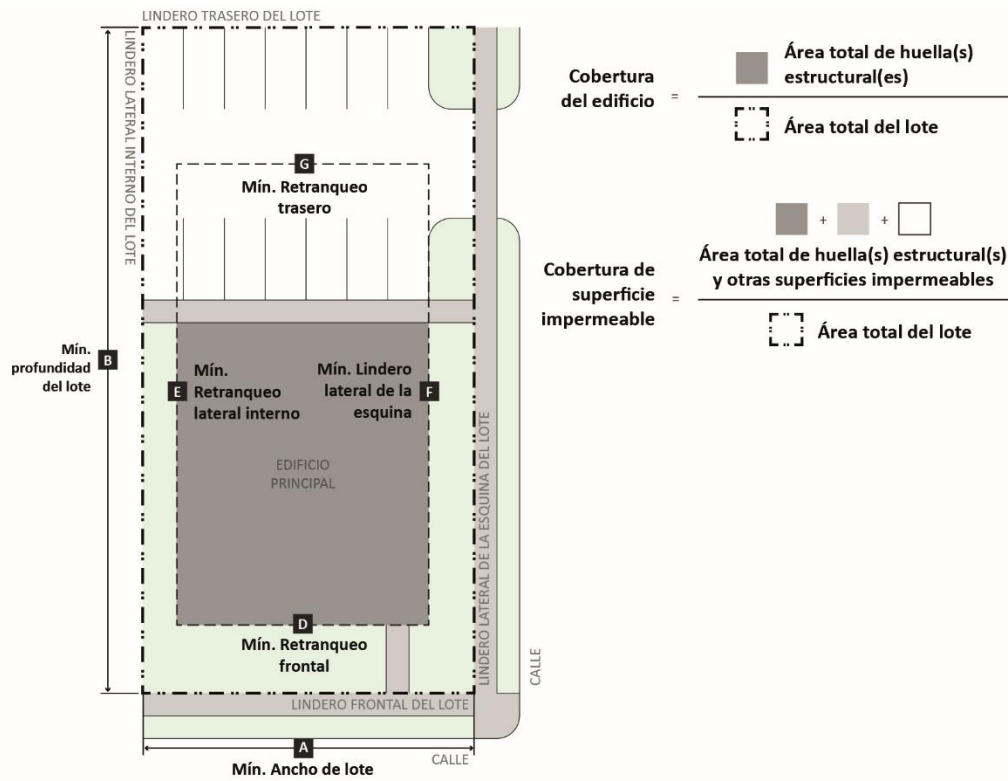 LINDERO TRASERO DEL LOTE
LINDERO LATERAL INTERNO DEL LOTE
G
Mín. Retranqueo
trasero
B
Mín.
profundidad
del lote
E
Mín.
Retranqueo
lateral interno
Mín. Lindero
lateral de la
esquina
F
EDIFICIO
PRINCIPAL
LINDERO LATERAL DE LA ESQUINA DEL LOTE
D
Mín. Retranqueo
frontal
CALLE
LINDERO FRONTAL DEL LOTE
A
CALLE
Mín. Ancho de lote
Cobertura
del edificio
=
Área total de huella(s)
estructural(es)
Área total del lote
Cobertura de
superficie
impermeable
=
+ +
Área total de huella(s) estructural(s)
y otras superficies impermeables
Área total del lote